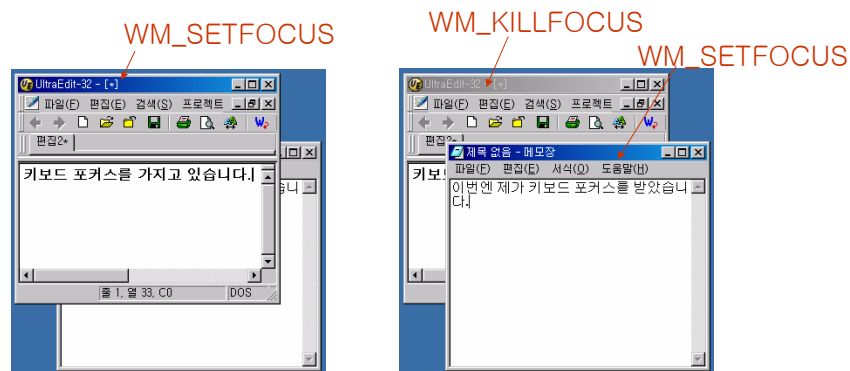 WM_SETFOCUS
UltraEdit-32 - [*]
파일(F) 편집(E) 검색(S) 프로젝트
편집2*
키보드 포커스를 가지고 있습니다.
습니
줄 1, 열 33, C0 DOS
WM_KILLFOCUS
WM_SETFOCUS
UltraEdit-32 - [*]
파일(F) 편집(E) 검색(S) 프로젝트
편집2*
키보
제목 없음 - 메모장
파일(F) 편집(E) 서식(O) 도움말(H)
이번엔 제가 키보드 포커스를 받았습니
다.